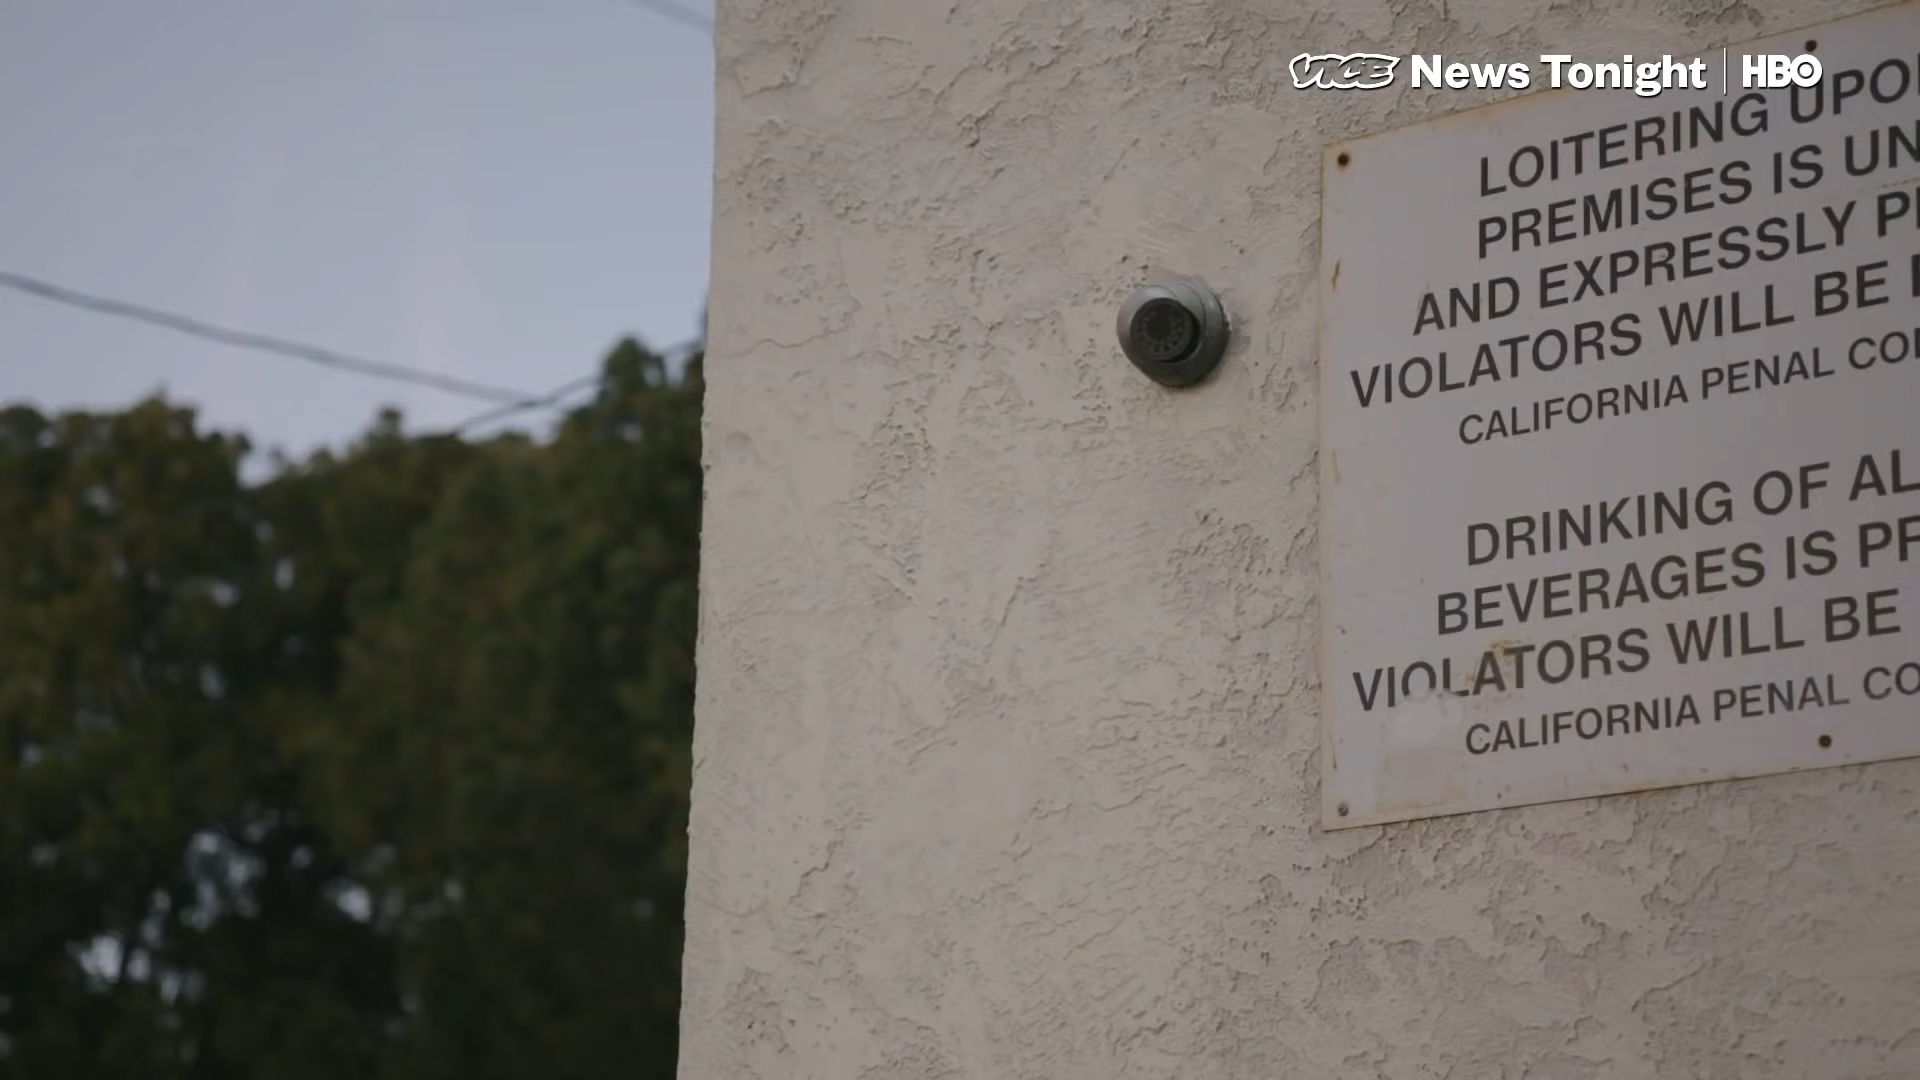 VICE News Tonight | HBO
LOITERING UPO
PREMISES IS UN
AND EXPRESSLY P
VIOLATORS WILL BE
CALIFORNIA PENAL CO
DRINKING OF AL
BEVERAGES IS PR
VIOLATORS WILL BE
CALIFORNIA PENAL CO